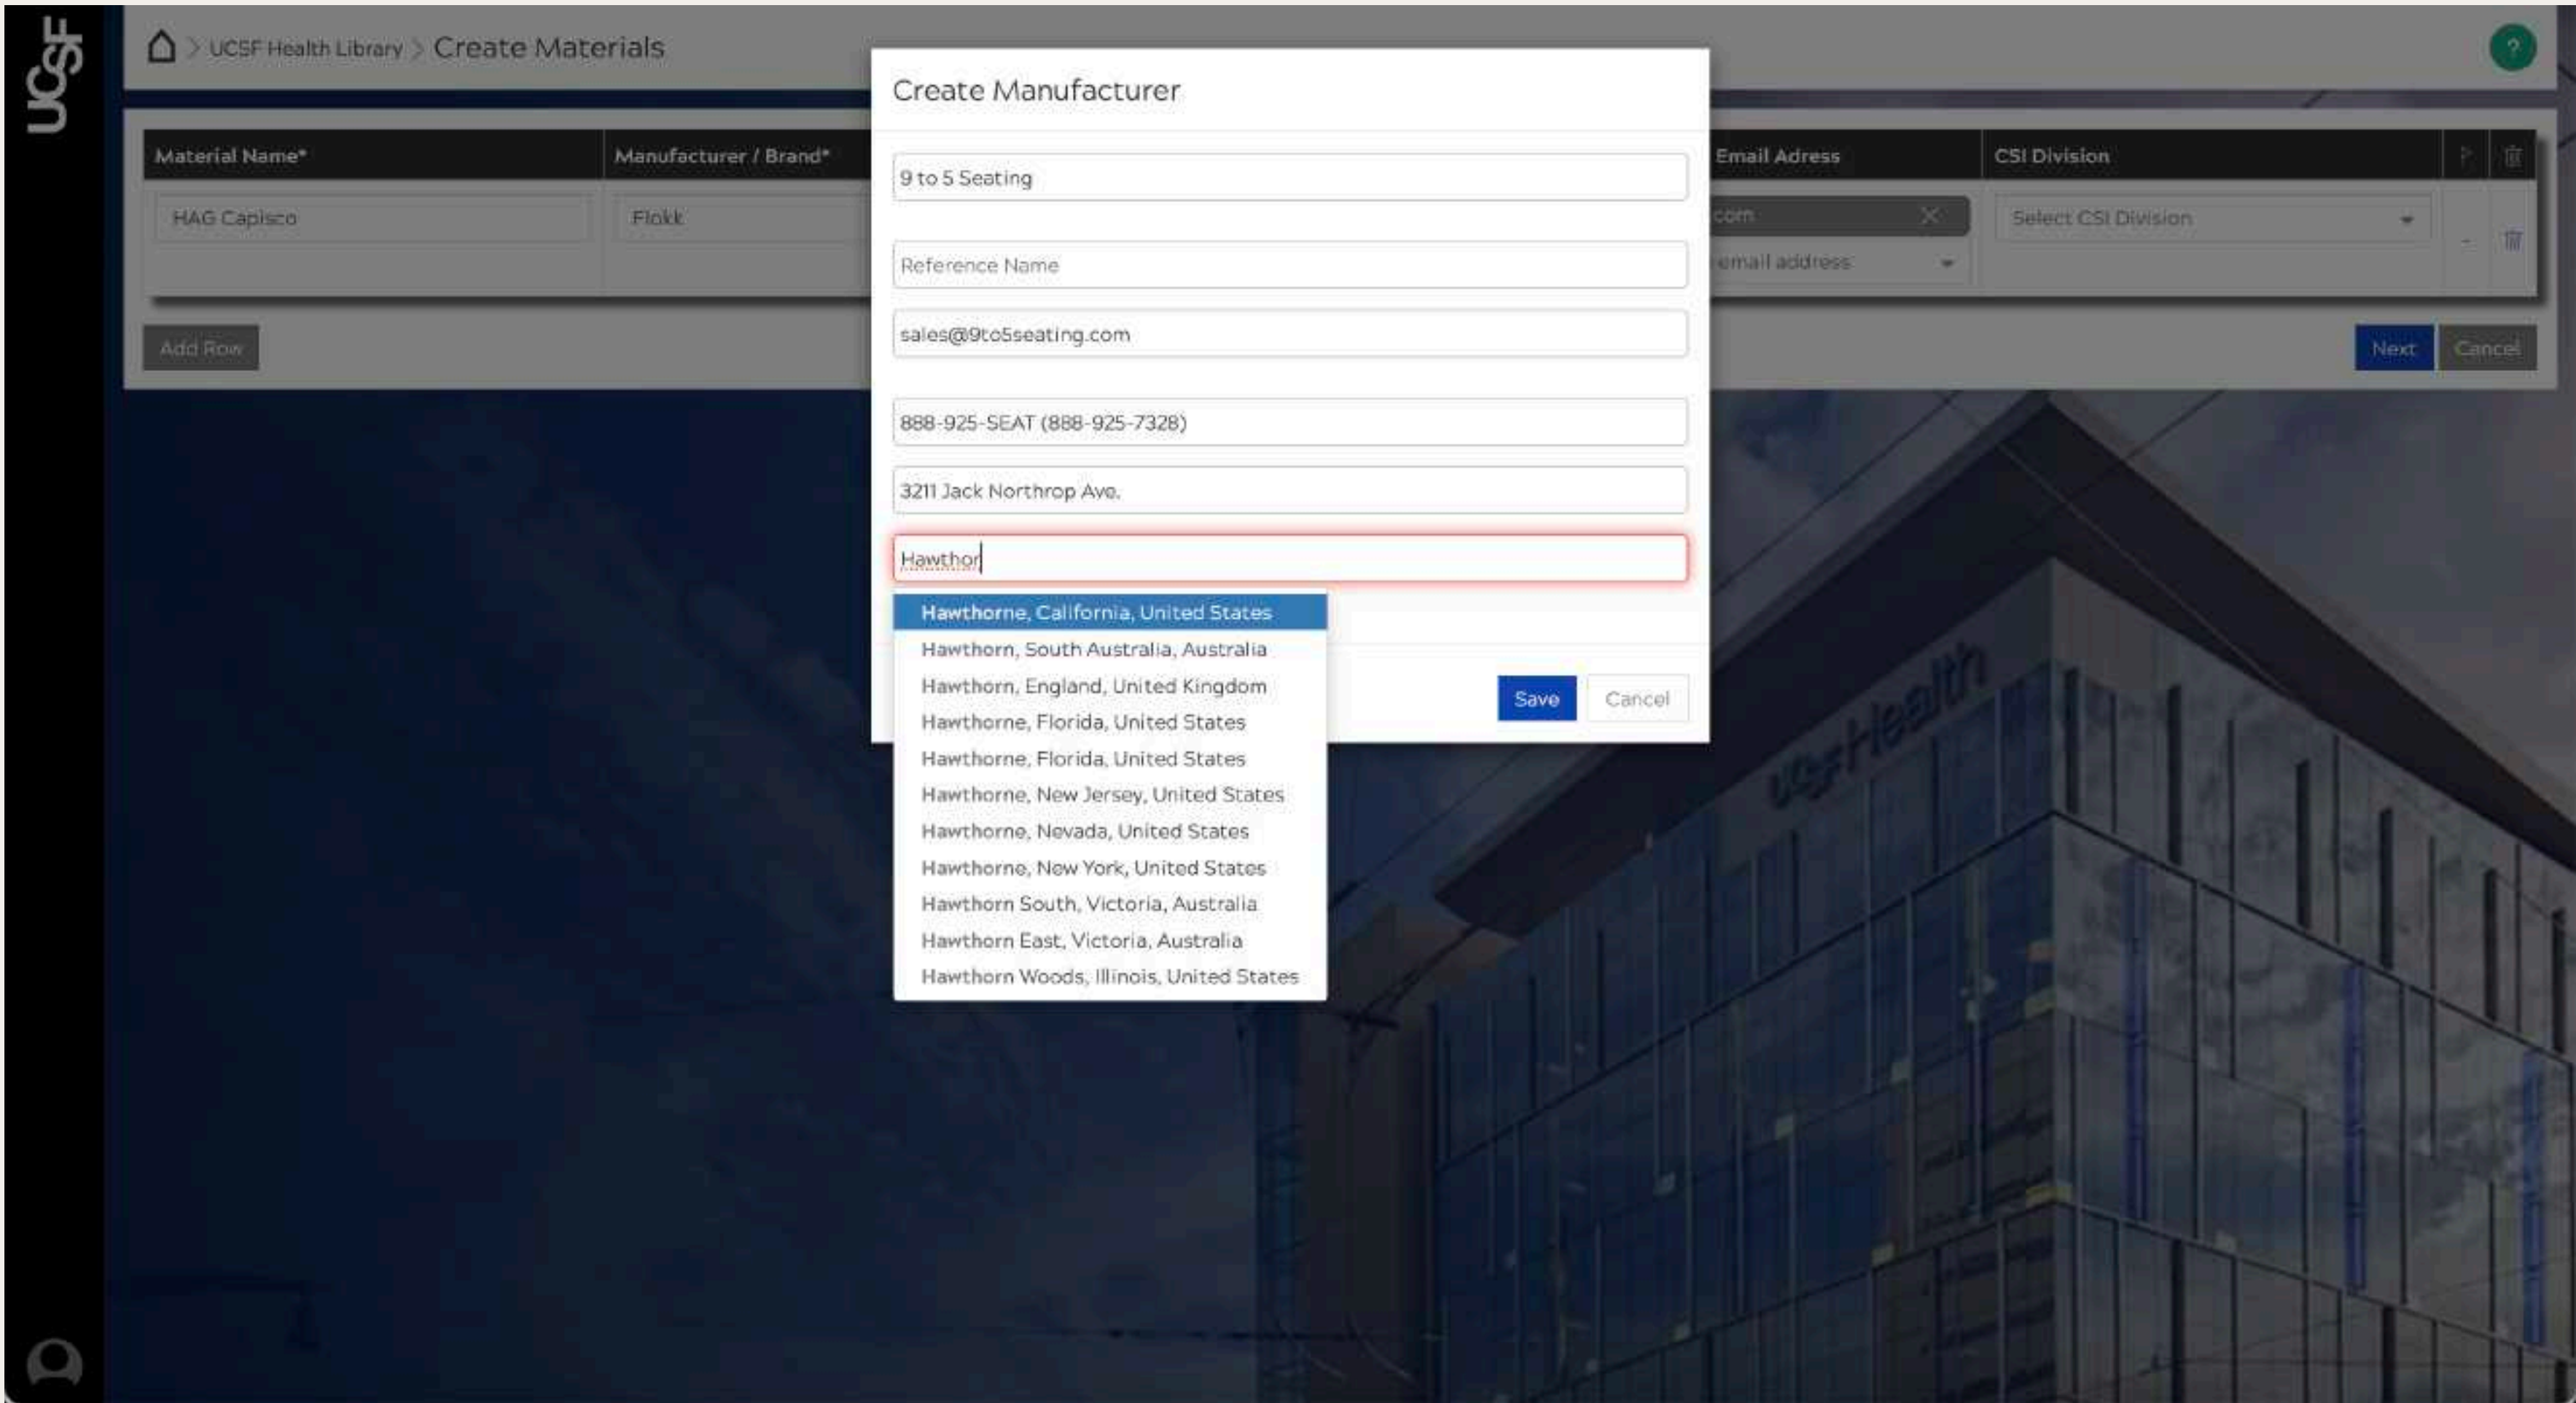 UCSF
UCSF Health Library > Create Materials
?
Create Manufacturer
Material Name*
Manufacturer / Brand*
Email Adress
CSI Division
HAG Capisco
Flokk
com
Select CSI Division
-
email address
Add Row
Next
Cancel
9 to 5 Seating
Reference Name
sales@9to5seating.com
888-925-SEAT (888-925-7328)
3211 Jack Northrop Ave.
Hawthor
Hawthorne, California, United States
Hawthorn, South Australia, Australia
Hawthorn, England, United Kingdom
Hawthorne, Florida, United States
Hawthorne, Florida, United States
Hawthorne, New Jersey, United States
Hawthorne, Nevada, United States
Hawthorne, New York, United States
Hawthorn South, Victoria, Australia
Hawthorn East, Victoria, Australia
Hawthorn Woods, Illinois, United States
Save
Cancel
UCSF Health